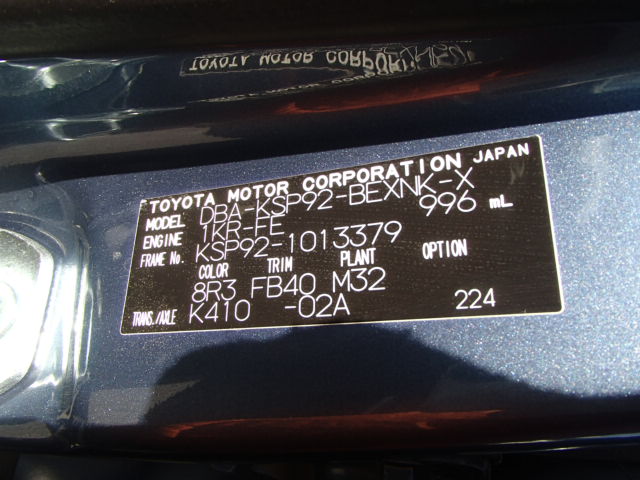 TOYOTA MOTOR CORPORATION JAPAN
MODEL DBA-KSP92-BEXNK-X
ENGINE 1KR-FE 996 mL
FRAME No. KSP92-1013379
COLOR TRIM PLANT OPTION
8R3 FB40 M32
TRANS./AXLE K410 -02A 224